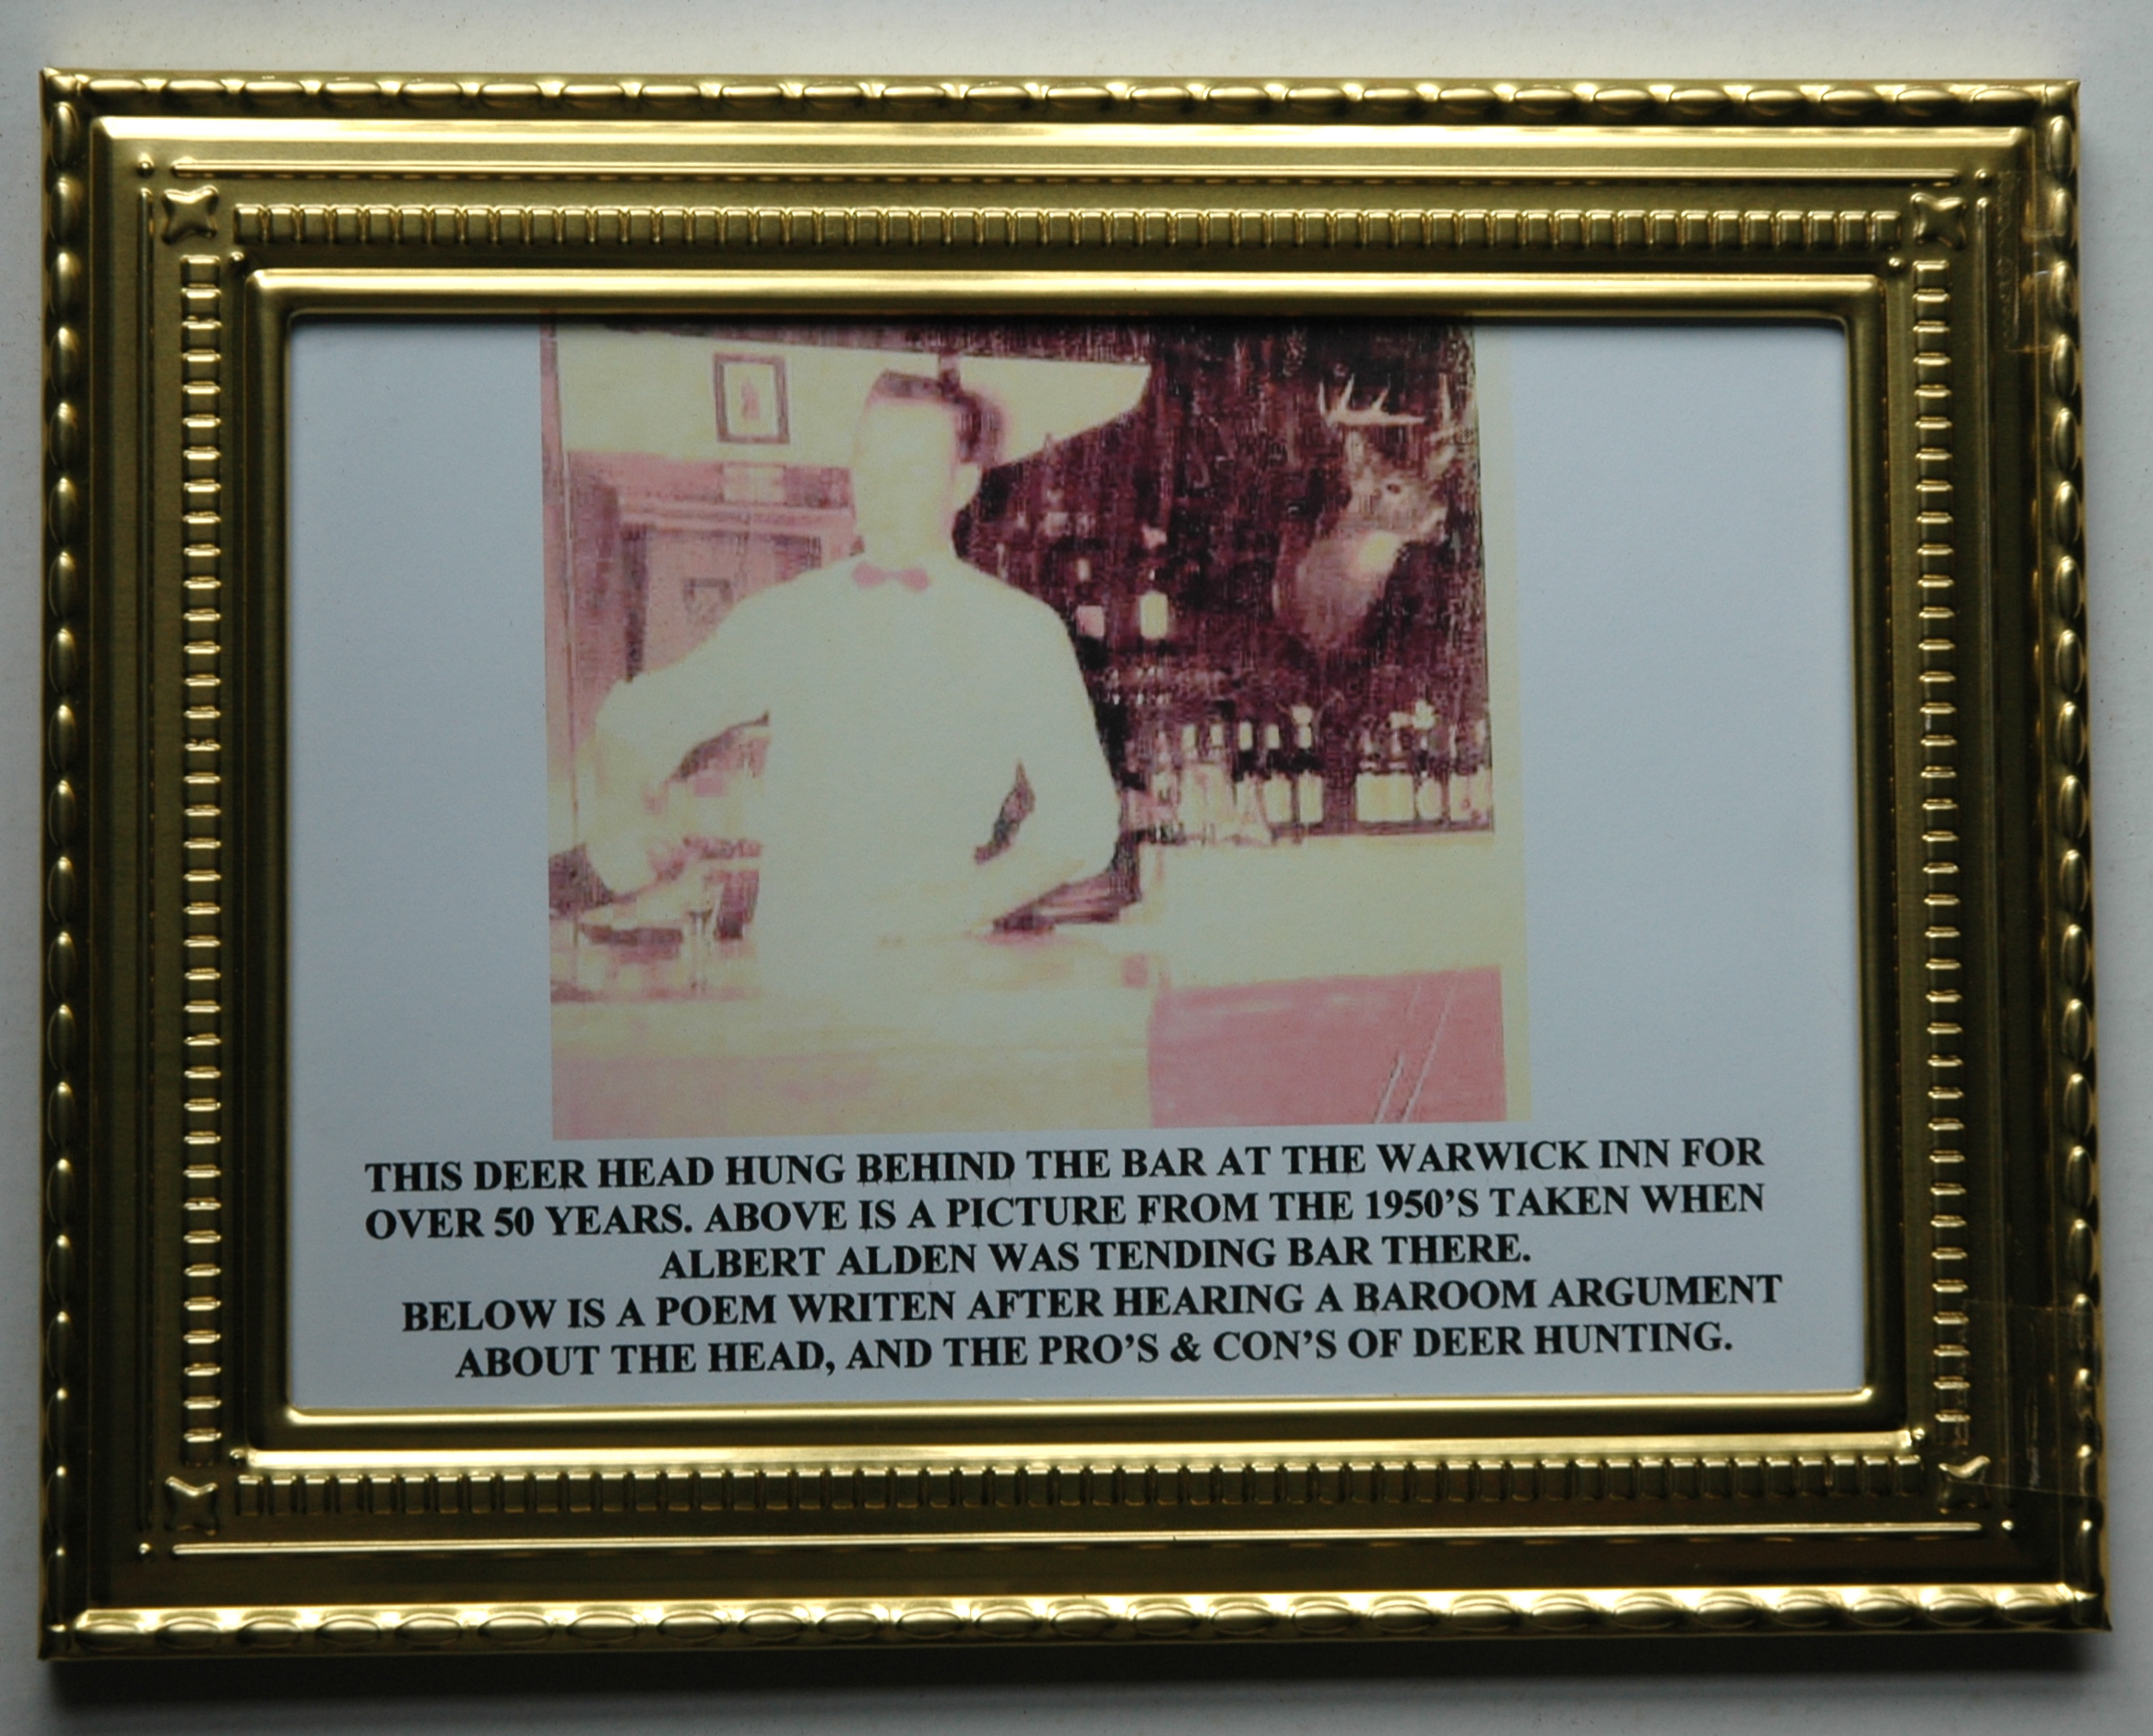 THIS DEER HEAD HUNG BEHIND THE BAR AT THE WARWICK INN FOR
OVER 50 YEARS. ABOVE IS A PICTURE FROM THE 1950'S TAKEN WHEN
ALBERT ALDEN WAS TENDING BAR THERE.
BELOW IS A POEM WRITEN AFTER HEARING A BAROOM ARGUMENT
ABOUT THE HEAD, AND THE PRO'S & CON'S OF DEER HUNTING.